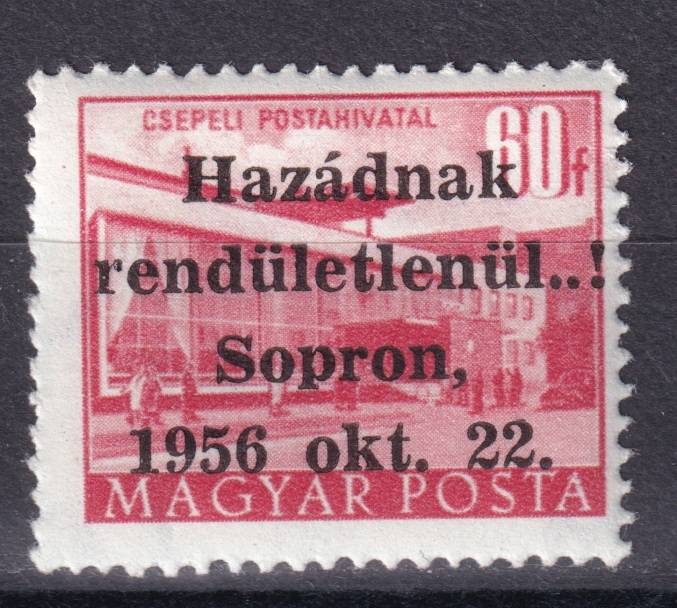 CSEPELI POSTAHIVATAL
60f
Hazádnak
rendületlenül..!
Sopron,
1956 okt. 22.
MAGYAR POSTA